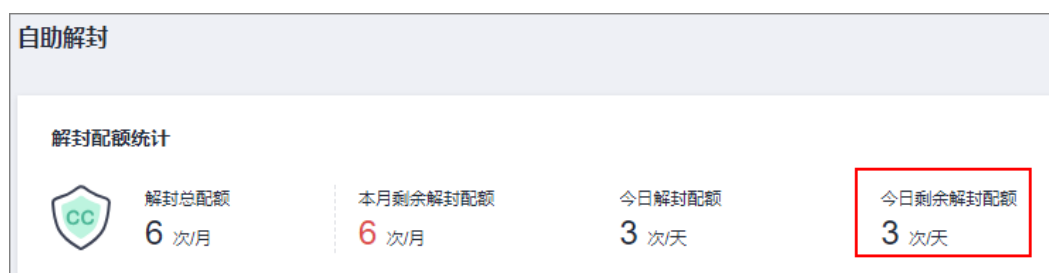 自助解封
解封配额统计
CC
解封总配额 本月剩余解封配额 今日解封配额 今日剩余解封配额
6 次/月 6 次/月 3 次/天 3 次/天